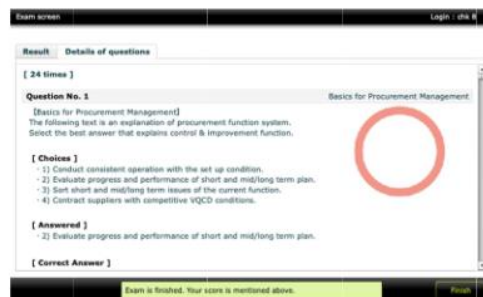 Exam screen
Login : chk 8
Result Details of questions
[ 24 times ]
Question No. 1 Basics for Procurement Management
[Basics for Procurement Management]
The following text is an explanation of procurement function system.
Select the best answer that explains control & improvement function.
[ Choices ]
· 1) Conduct consistent operation with the set up condition.
· 2) Evaluate progress and performance of short and mid/long term plan.
· 3) Sort short and mid/long term issues of the current function.
· 4) Contract suppliers with competitive VQCD conditions.
[ Answered ]
· 2) Evaluate progress and performance of short and mid/long term plan.
[ Correct Answer ]
Exam is finished. Your score is mentioned above.
Finish